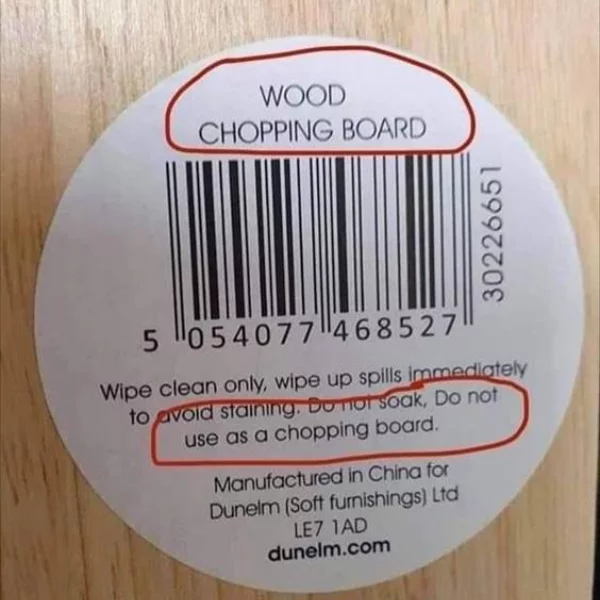 WOOD
CHOPPING BOARD
30226651
5 054077 468527
Wipe clean only, wipe up spills immediately
to avoid staining. Do not soak, Do not
use as a chopping board.
Manufactured in China for
Dunelm (Soft furnishings) Ltd
LE7 1AD
dunelm.com